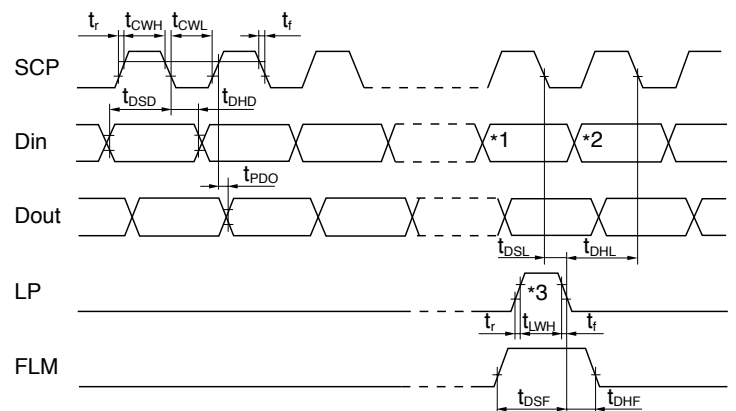 tr tCWH tCWL tf
SCP
tDSD tDHD
Din *1 *2
tPDO
Dout
tDSL tDHL
LP *3
tr tLWH tf
FLM
tDSF tDHF